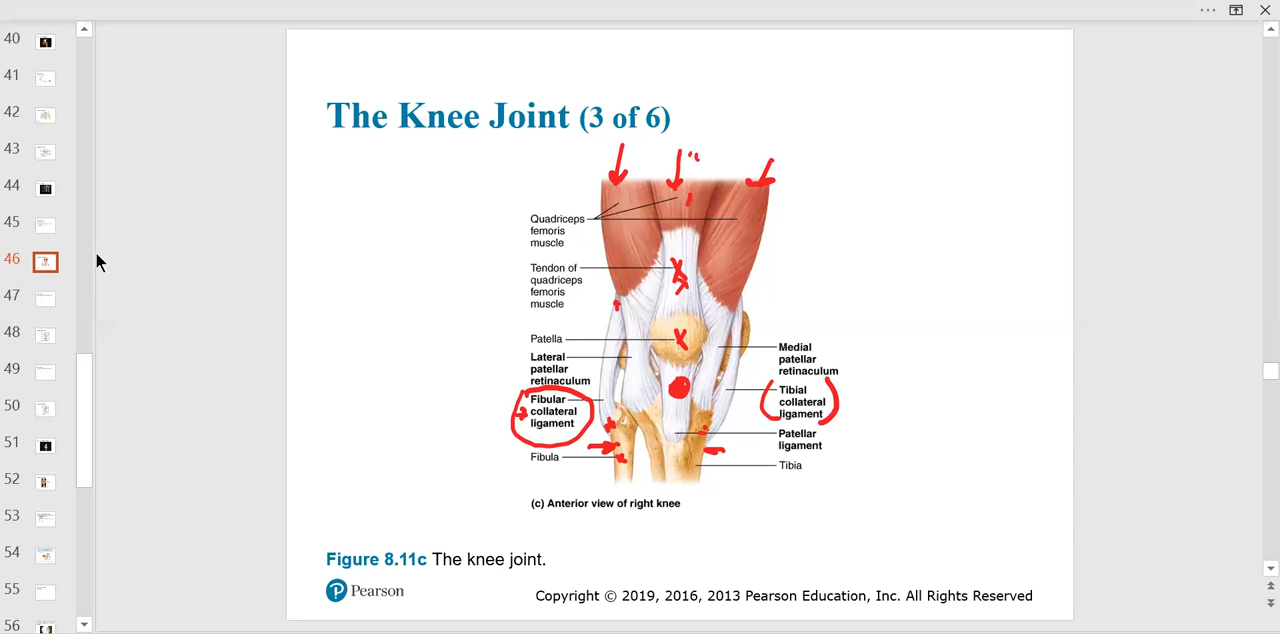 40
41
42
43
44
45
46
47
48
49
50
51
52
53
54
55
56
The Knee Joint (3 of 6)
Quadriceps
femoris
muscle
Tendon of
quadriceps
femoris
muscle
Patella
Lateral
patellar
retinaculum
Fibular
collateral
ligament
Fibula
Medial
patellar
retinaculum
Tibial
collateral
ligament
Patellar
ligament
Tibia
(c) Anterior view of right knee
Figure 8.11c The knee joint.
Pearson
Copyright © 2019, 2016, 2013 Pearson Education, Inc. All Rights Reserved